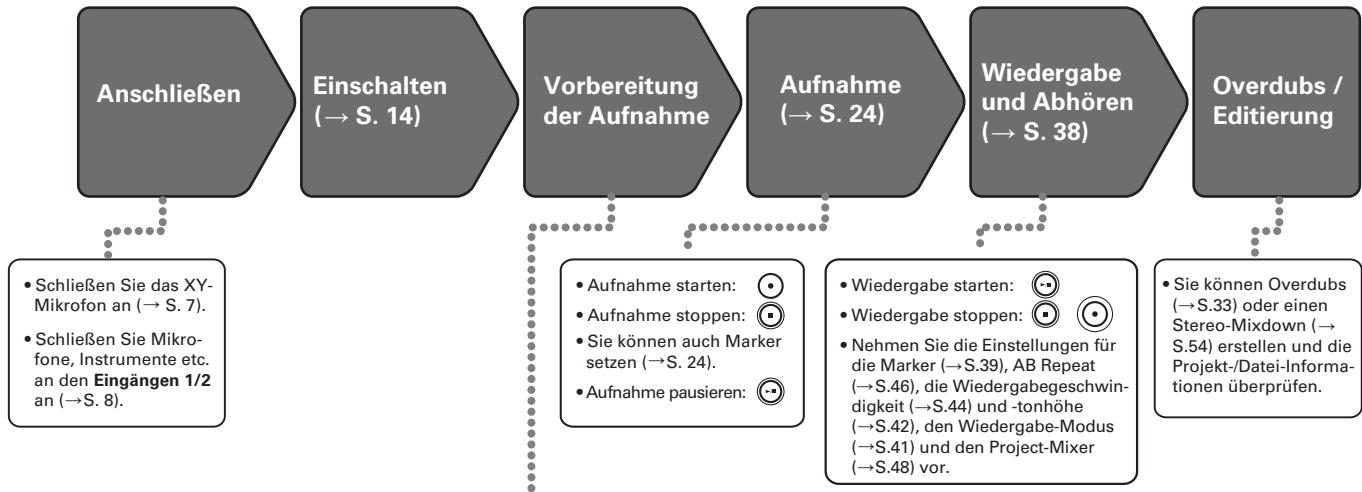 Anschließen
Einschalten
(→ S. 14)
Vorbereitung
der Aufnahme
Aufnahme
(→ S. 24)
Wiedergabe
und Abhören
(→ S. 38)
Overdubs /
Editierung
• Schließen Sie das XY-
Mikrofon an (→ S. 7).
• Schließen Sie Mikro-
fone, Instrumente etc.
an den Eingängen 1/2
an (→S. 8).
• Aufnahme starten:
• Aufnahme stoppen:
• Sie können auch Marker
setzen (→S. 24).
• Aufnahme pausieren:
• Wiedergabe starten:
• Wiedergabe stoppen:
• Nehmen Sie die Einstellungen für
die Marker (→S.39), AB Repeat
(→S.46), die Wiedergabegeschwin-
digkeit (→S.44) und -tonhöhe
(→S.42), den Wiedergabe-Modus
(→S.41) und den Project-Mixer
(→S.48) vor.
• Sie können Overdubs
(→S.33) oder einen
Stereo-Mixdown (→
S.54) erstellen und die
Projekt-/Datei-Informa-
tionen überprüfen.